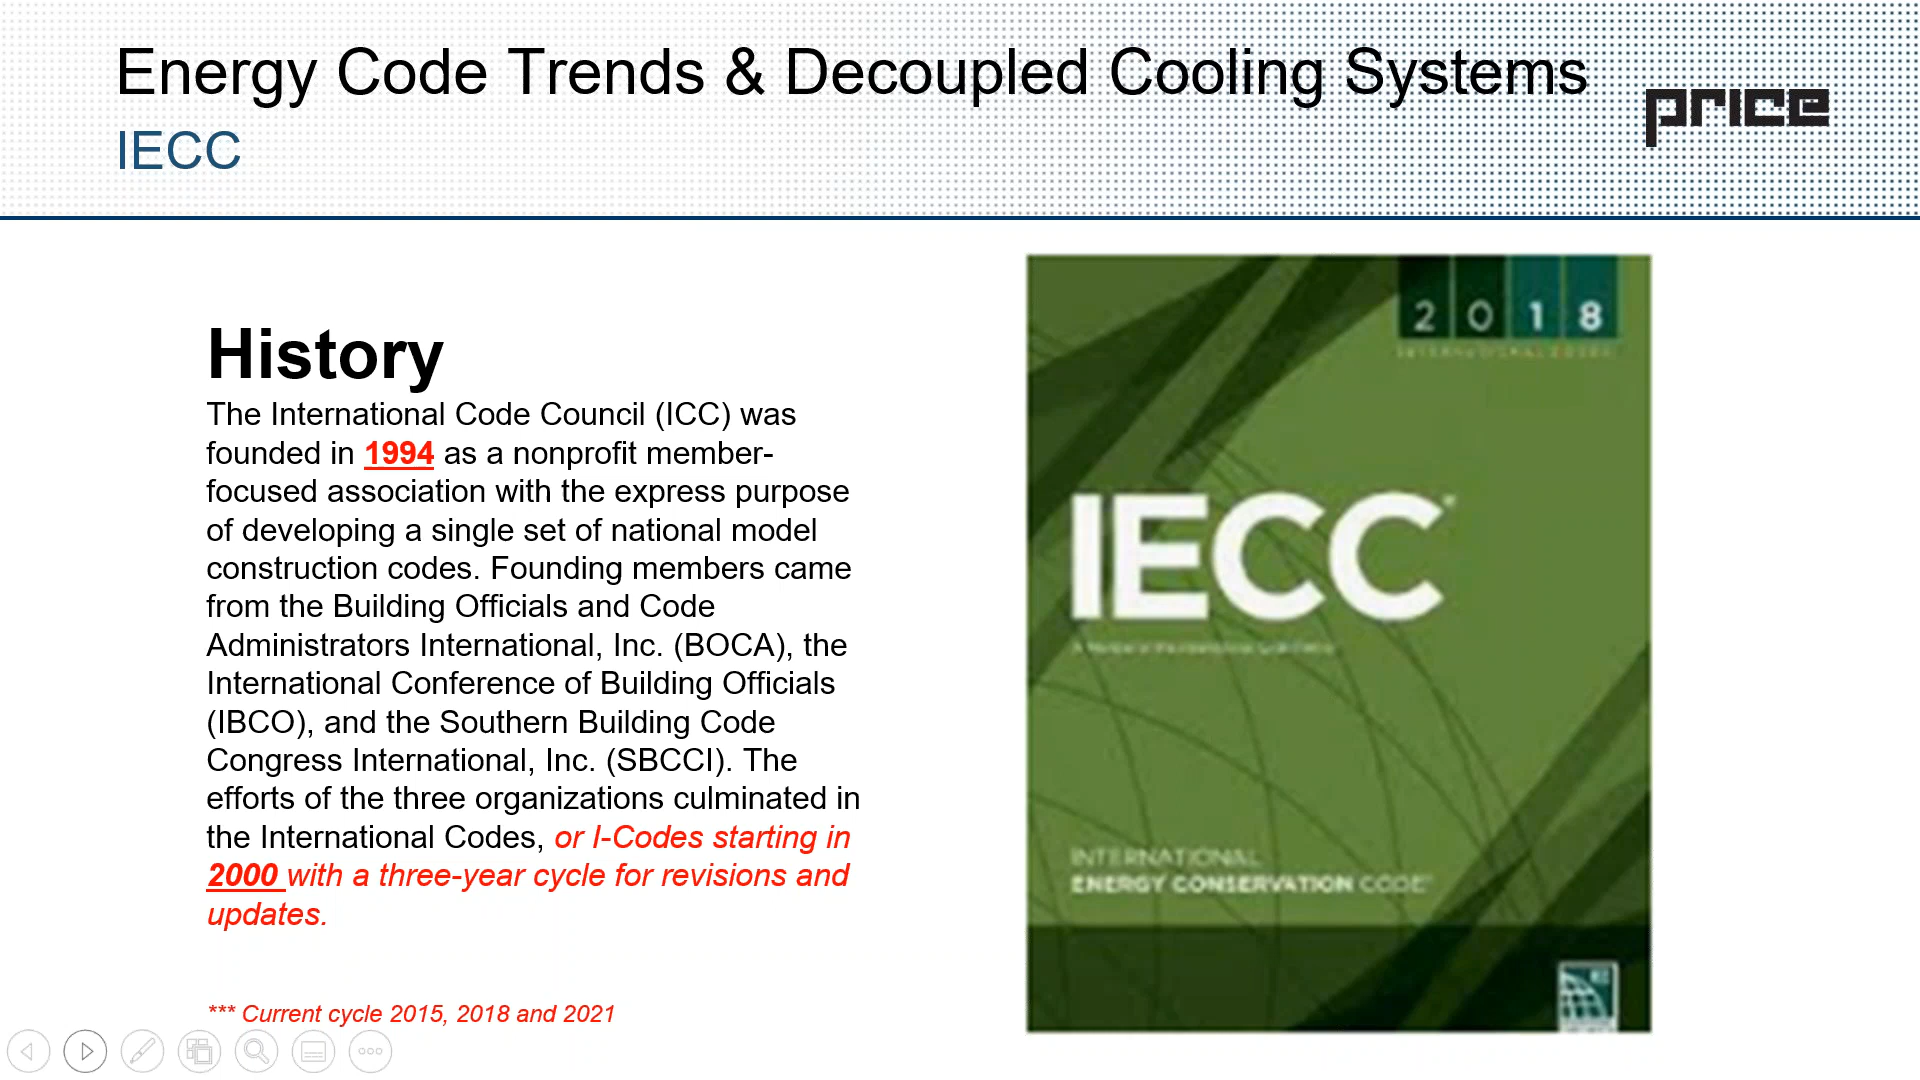 Energy Code Trends & Decoupled Cooling Systems
IECC
price
History
The International Code Council (ICC) was
founded in 1994 as a nonprofit member-
focused association with the express purpose
of developing a single set of national model
construction codes. Founding members came
from the Building Officials and Code
Administrators International, Inc. (BOCA), the
International Conference of Building Officials
(IBCO), and the Southern Building Code
Congress International, Inc. (SBCCI). The
efforts of the three organizations culminated in
the International Codes, or I-Codes starting in
2000 with a three-year cycle for revisions and
updates.
*** Current cycle 2015, 2018 and 2021
2018
IECC
INTERNATIONAL
ENERGY CONSERVATION CODE